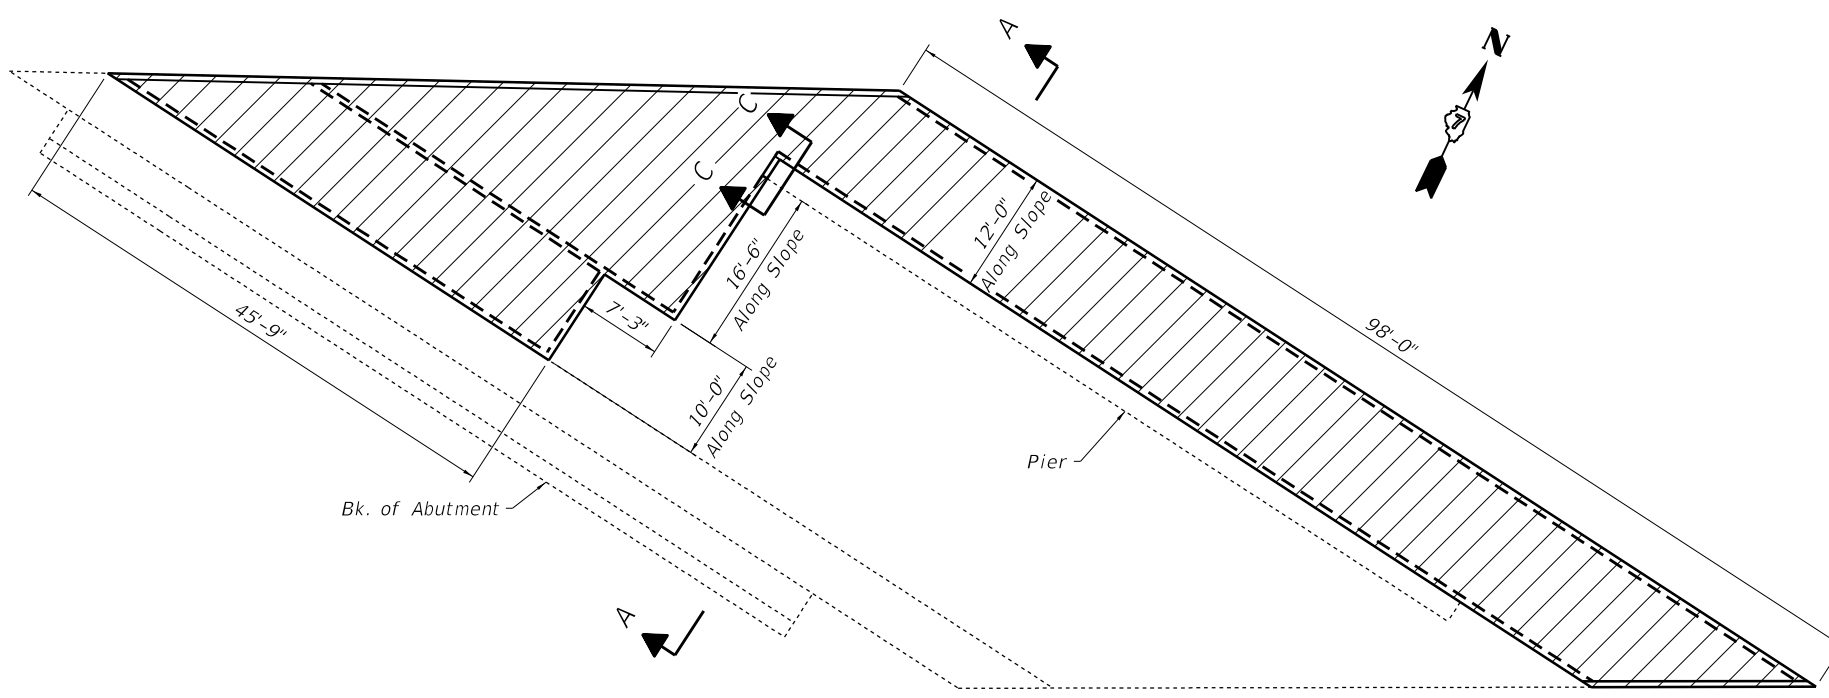 A
N
7
C
C
12'-0"
Along Slope
16'-6"
Along Slope
98'-0"
45'-9"
7'-3"
10'-0"
Along Slope
Pier
Bk. of Abutment
A